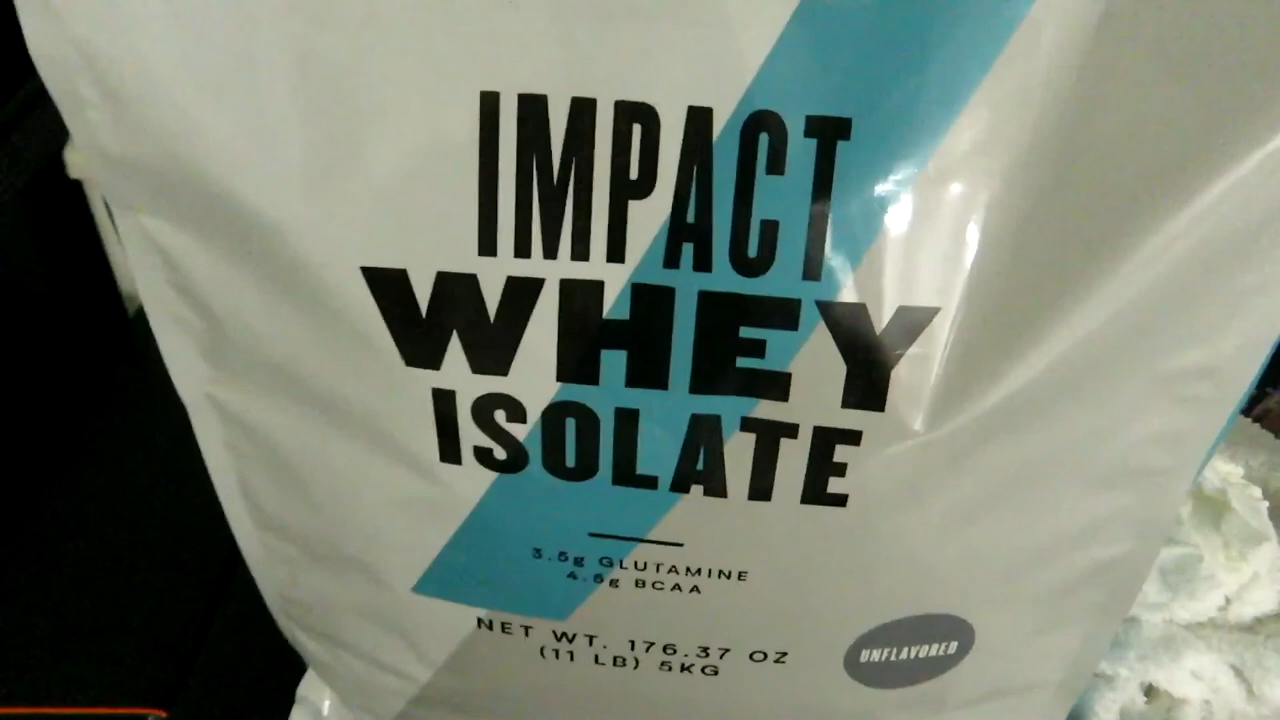 IMPACT
WHEY
ISOLATE
3.5g GLUTAMINE
4.5g BCAA
NET WT. 176.37 OZ
(11 LB) 5KG
UNFLAVORED